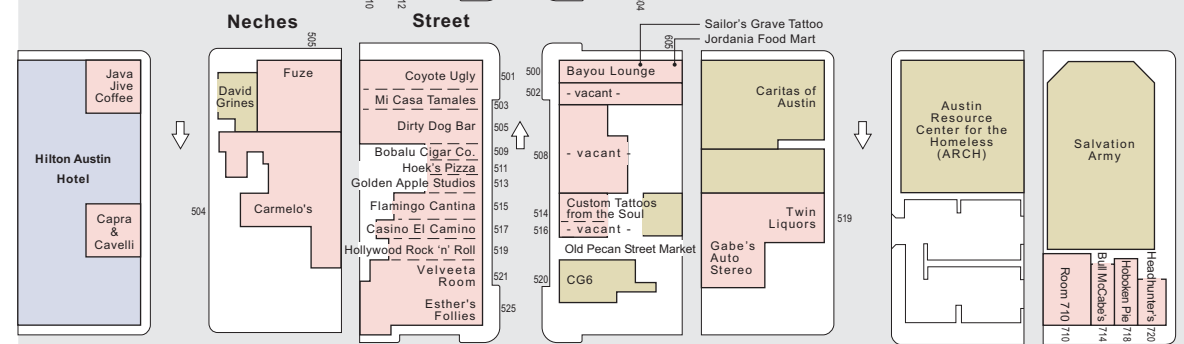 10
12
04
Neches
Street
Sailor's Grave Tattoo
Jordania Food Mart
505
605
Java
Jive
Coffee
Hilton Austin
Hotel
Capra
&
Cavelli
David
Grines
Fuze
504
Carmelo's
Coyote Ugly
501
Mi Casa Tamales
503
Dirty Dog Bar
505
Bobalu Cigar Co.
509
Hoek's Pizza
511
Golden Apple Studios
513
Flamingo Cantina
515
Casino El Camino
517
Hollywood Rock 'n' Roll
519
Velveeta
Room
521
Esther's
Follies
525
500
Bayou Lounge
502
- vacant -
508
- vacant -
514
Custom Tattoos
from the Soul
516
- vacant -
Old Pecan Street Market
520
CG6
Caritas of
Austin
Twin
Liquors
519
Gabe's
Auto
Stereo
Austin
Resource
Center for the
Homeless
(ARCH)
Salvation
Army
Room 710
710
Bull McCabe's
714
Hoboken Pie
718
Headhunter's
720